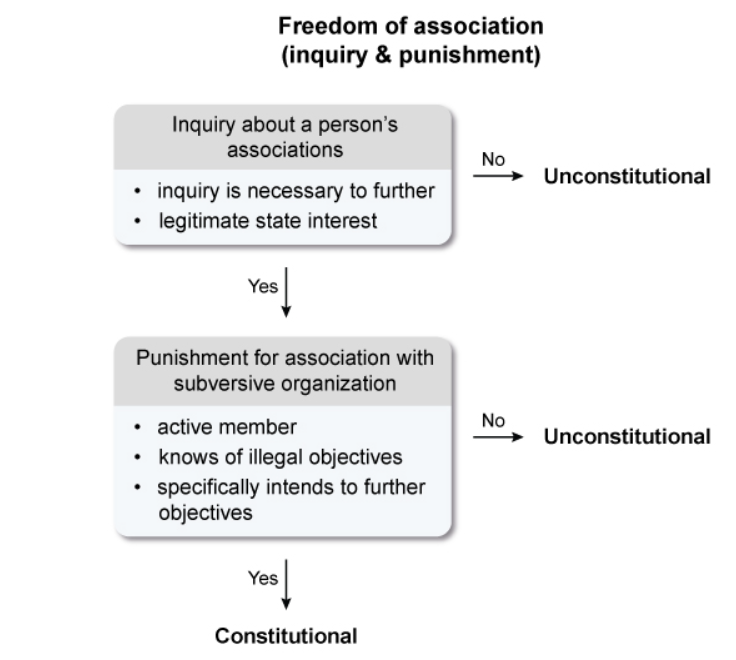 Freedom of association
(inquiry & punishment)
Inquiry about a person's
associations
• inquiry is necessary to further
• legitimate state interest
No
Unconstitutional
Yes
Punishment for association with
subversive organization
• active member
• knows of illegal objectives
• specifically intends to further
objectives
No
Unconstitutional
Yes
Constitutional